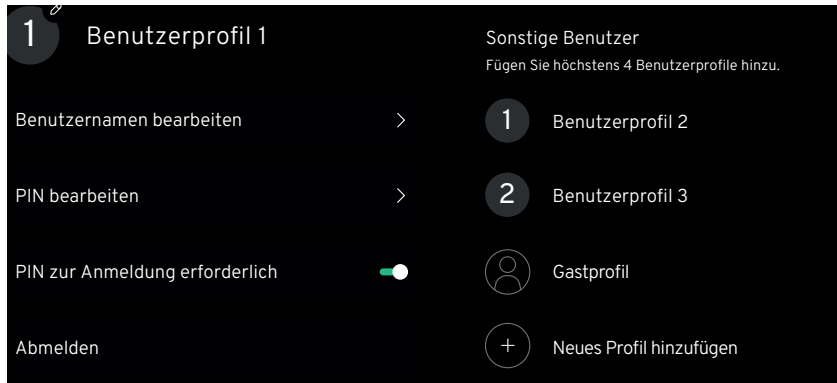 1 Benutzerprofil 1
Benutzernamen bearbeiten
PIN bearbeiten
PIN zur Anmeldung erforderlich
Abmelden
Sonstige Benutzer
Fügen Sie höchstens 4 Benutzerprofile hinzu.
1 Benutzerprofil 2
2 Benutzerprofil 3
Gastprofil
Neues Profil hinzufügen